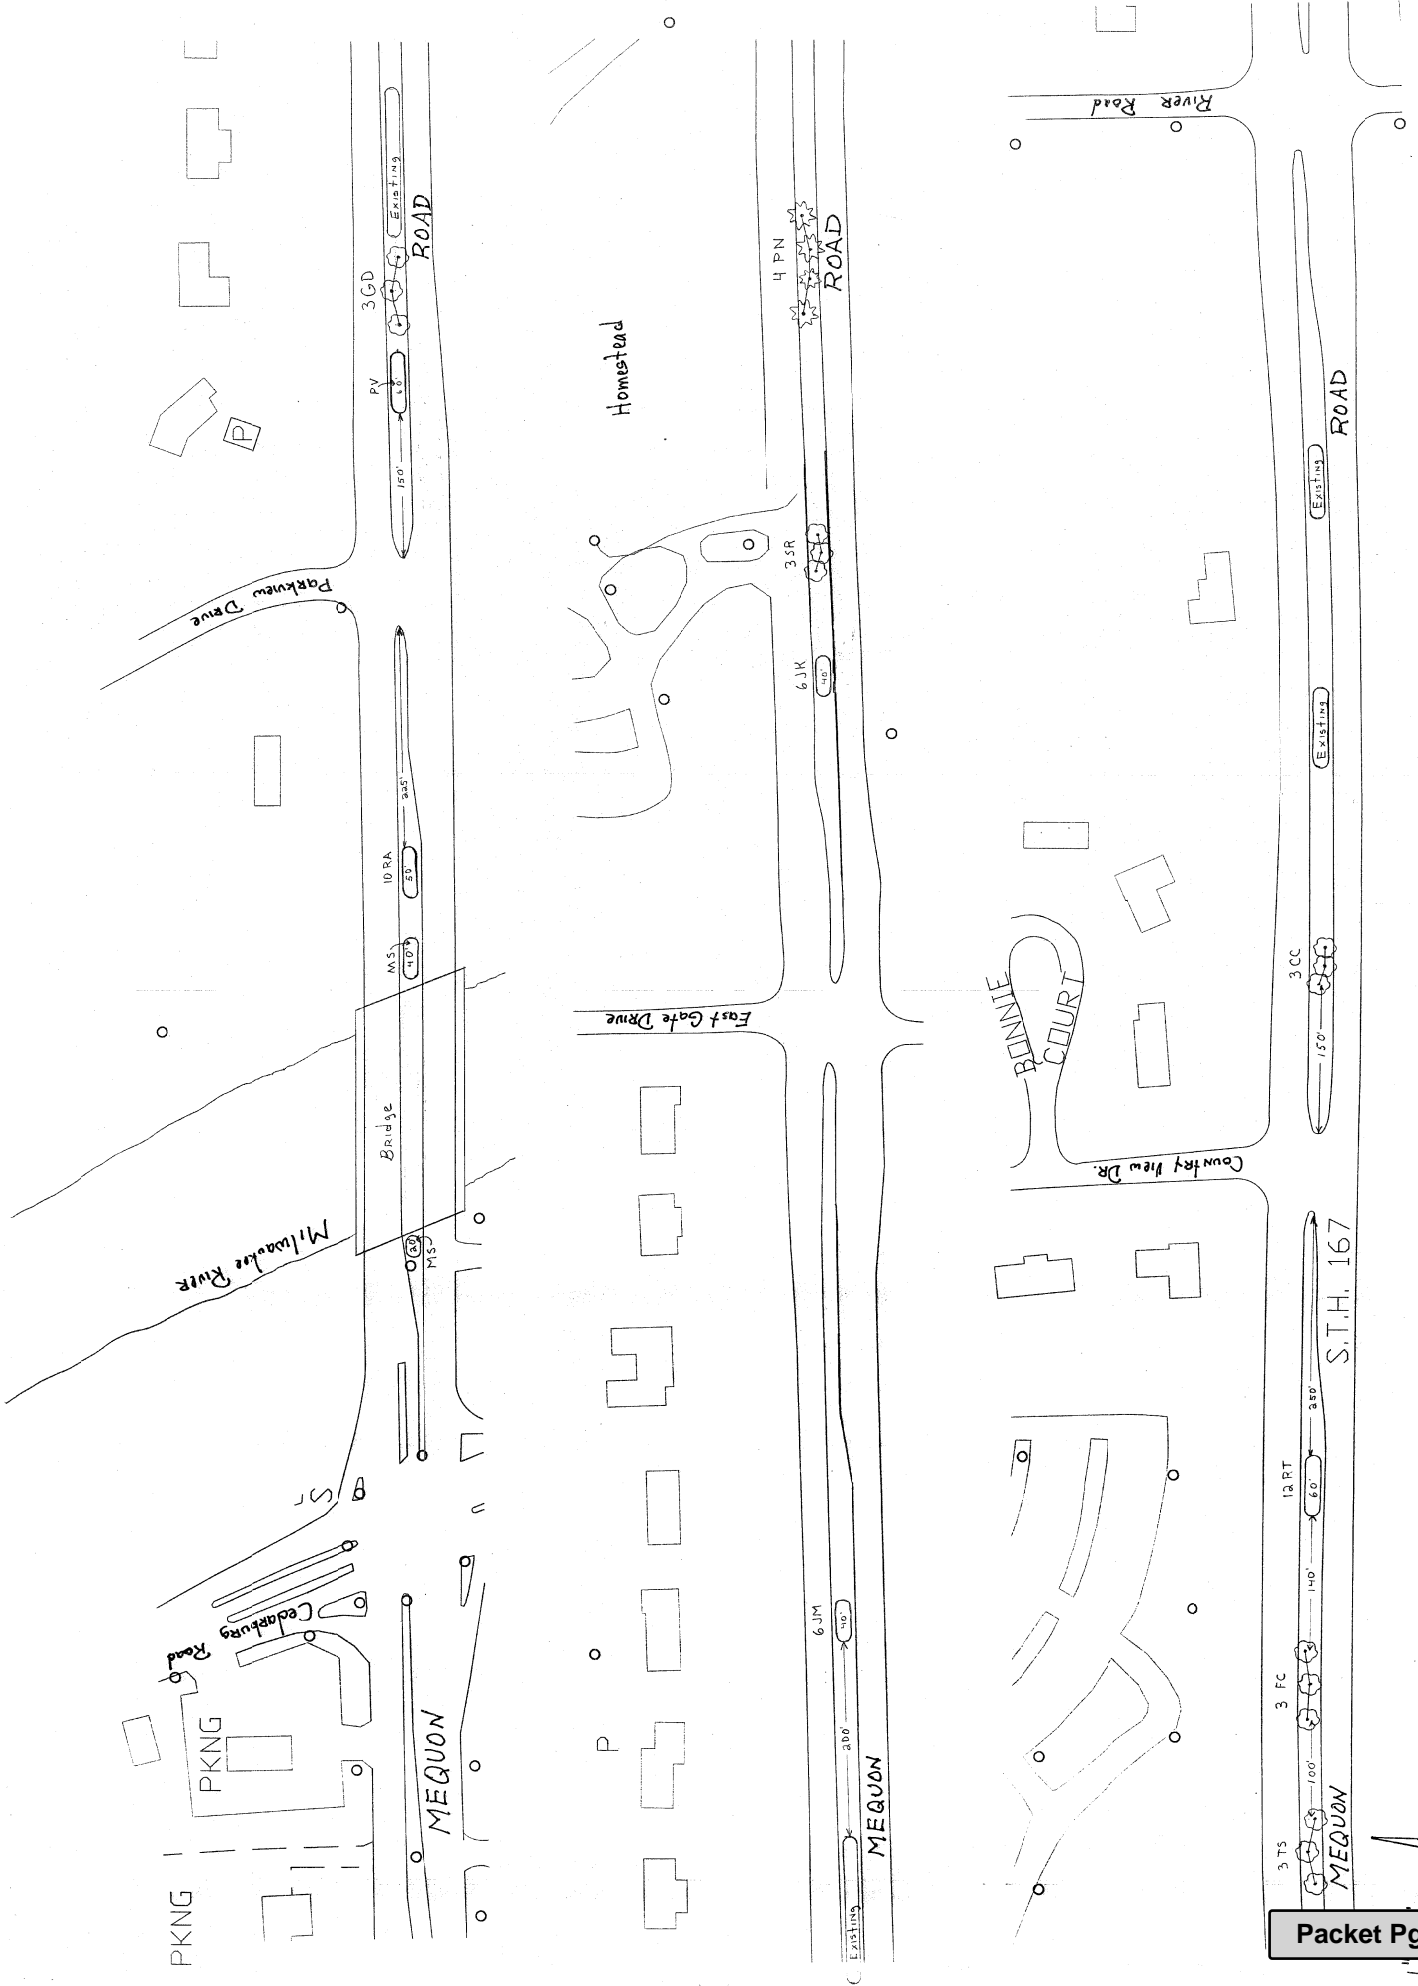 3 GD
Existing
ROAD
PV
60'
150'
Parkview Drive
225'
10 RA
50'
MS
40'
Bridge
Milwaukee River
20'
MS
Cedarburg Road
PKNG
MEQUON
PKNG
4 PN
ROAD
Homestead
3 SR
6 JK
40'
East Gate Drive
6 JM
40'
200'
P
P
MEQUON
Existing
River Road
ROAD
Existing
Existing
3 CC
150'
BONNIE
COURT
Country View DR.
S.T.H. 167
250'
12 RT
60'
140'
3 FC
100'
3 TS
MEQUON
Packet Pg